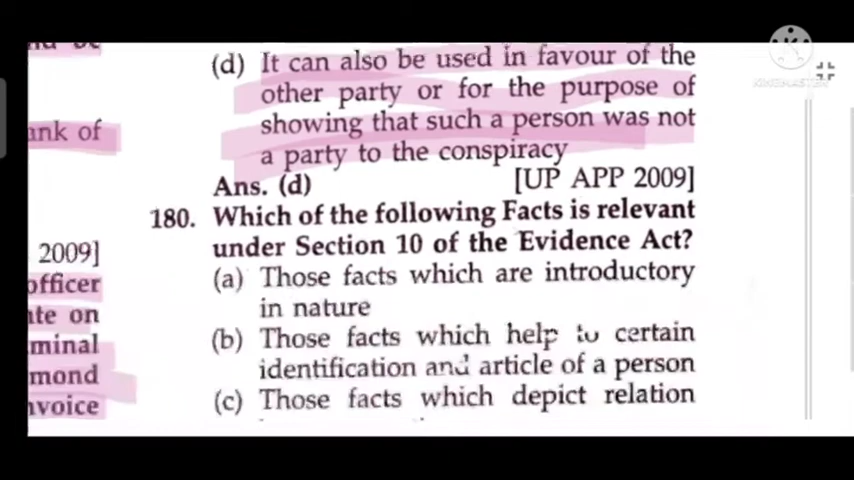 (d) It can also be used in favour of the
other party or for the purpose of
showing that such a person was not
a party to the conspiracy
Ans. (d) [UP APP 2009]
180. Which of the following Facts is relevant
under Section 10 of the Evidence Act?
(a) Those facts which are introductory
in nature
(b) Those facts which help to certain
identification and article of a person
(c) Those facts which depict relation
ank of
2009]
officer
ate on
minal
mond
nvoice
KINEMASTER